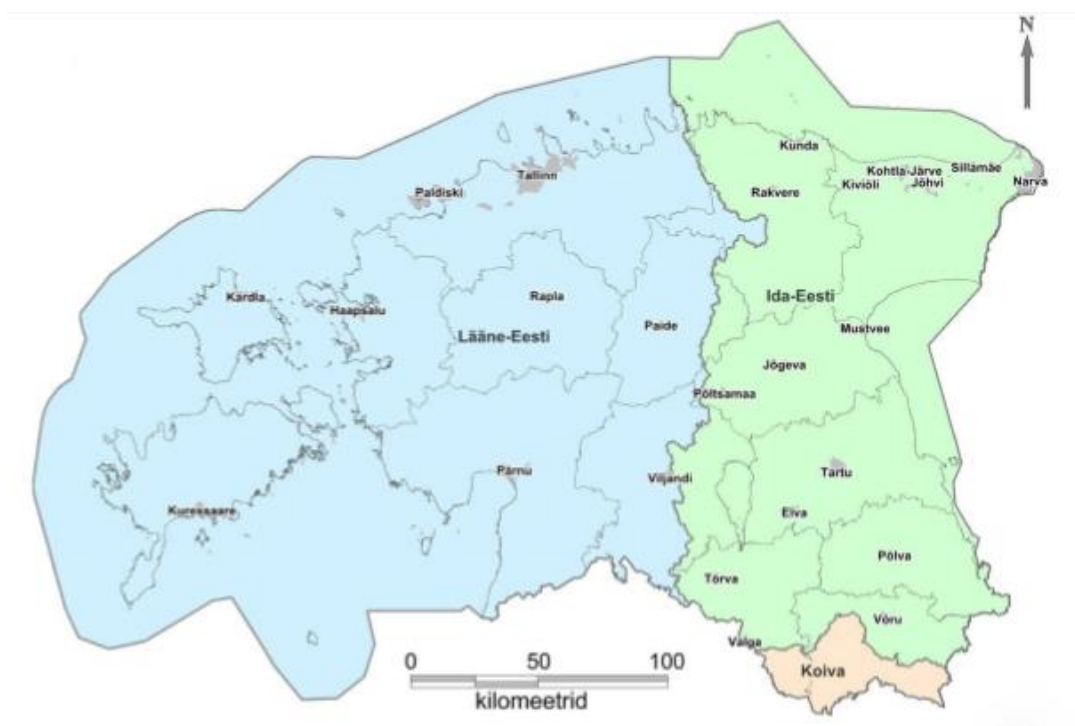 N
Kunda
Kohtla-Järve
Sillamäe
Tallinn
Kiviõli
Jõhvi
Narva
Paldiski
Rakvere
Kärdla
Rapla
Ida-Eesti
Haapsalu
Paide
Mustvee
Lääne-Eesti
Jõgeva
Põltsamaa
Pärnu
Viljandi
Tartu
Kuressaare
Elva
Põlva
Tõrva
Võru
Valga
Koiva
0 50 100
kilomeetrid